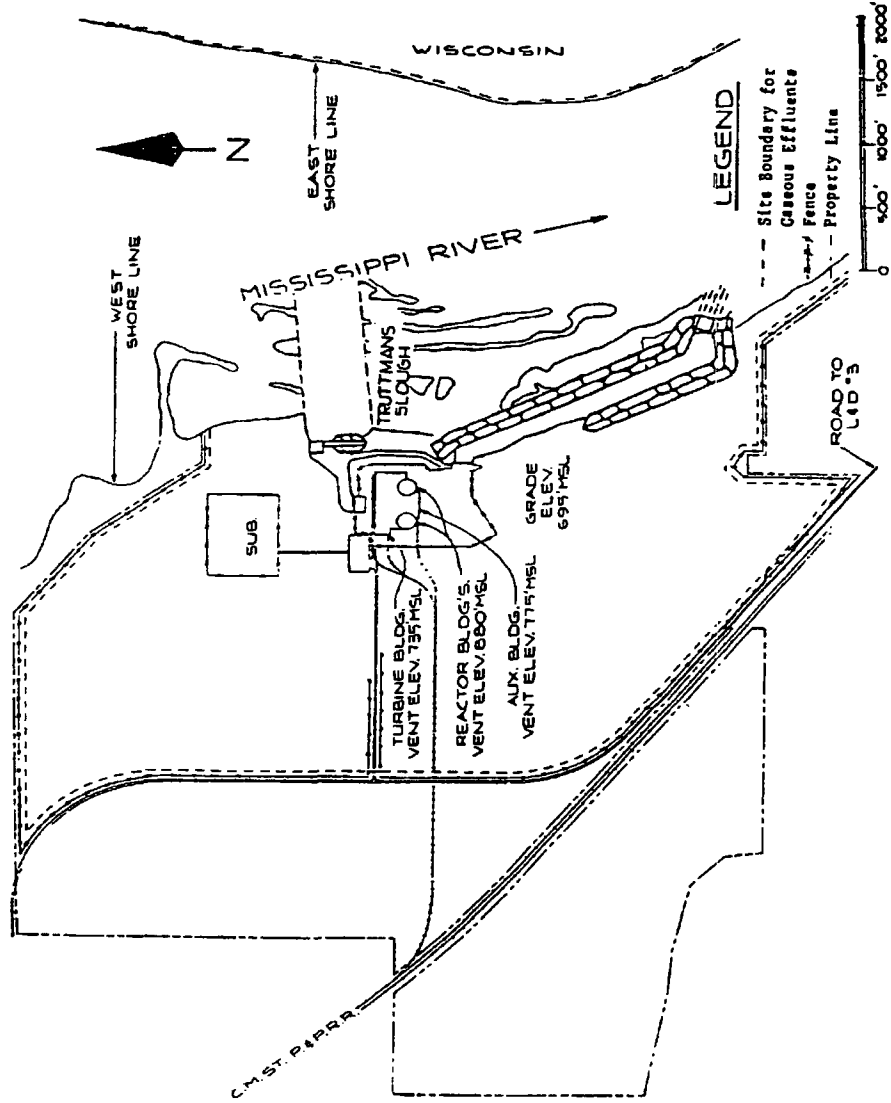 WISCONSIN
N
EAST
SHORE LINE
WEST
SHORE LINE
MISSISSIPPI RIVER
TRUTTMANS
SLOUGH
SUB.
GRADE
ELEV.
695' MSL
TURBINE BLDG.
VENT ELEV. 735' MSL
REACTOR BLDG'S.
VENT ELEV. 880' MSL
AUX. BLDG.
VENT ELEV. 775' MSL
C.M. ST. P. & P. R.R.
ROAD TO
L & D #3
LEGEND
Site Boundary for
Gaseous Effluents
Fence
Property Line
0 500' 1000' 1500' 2000'